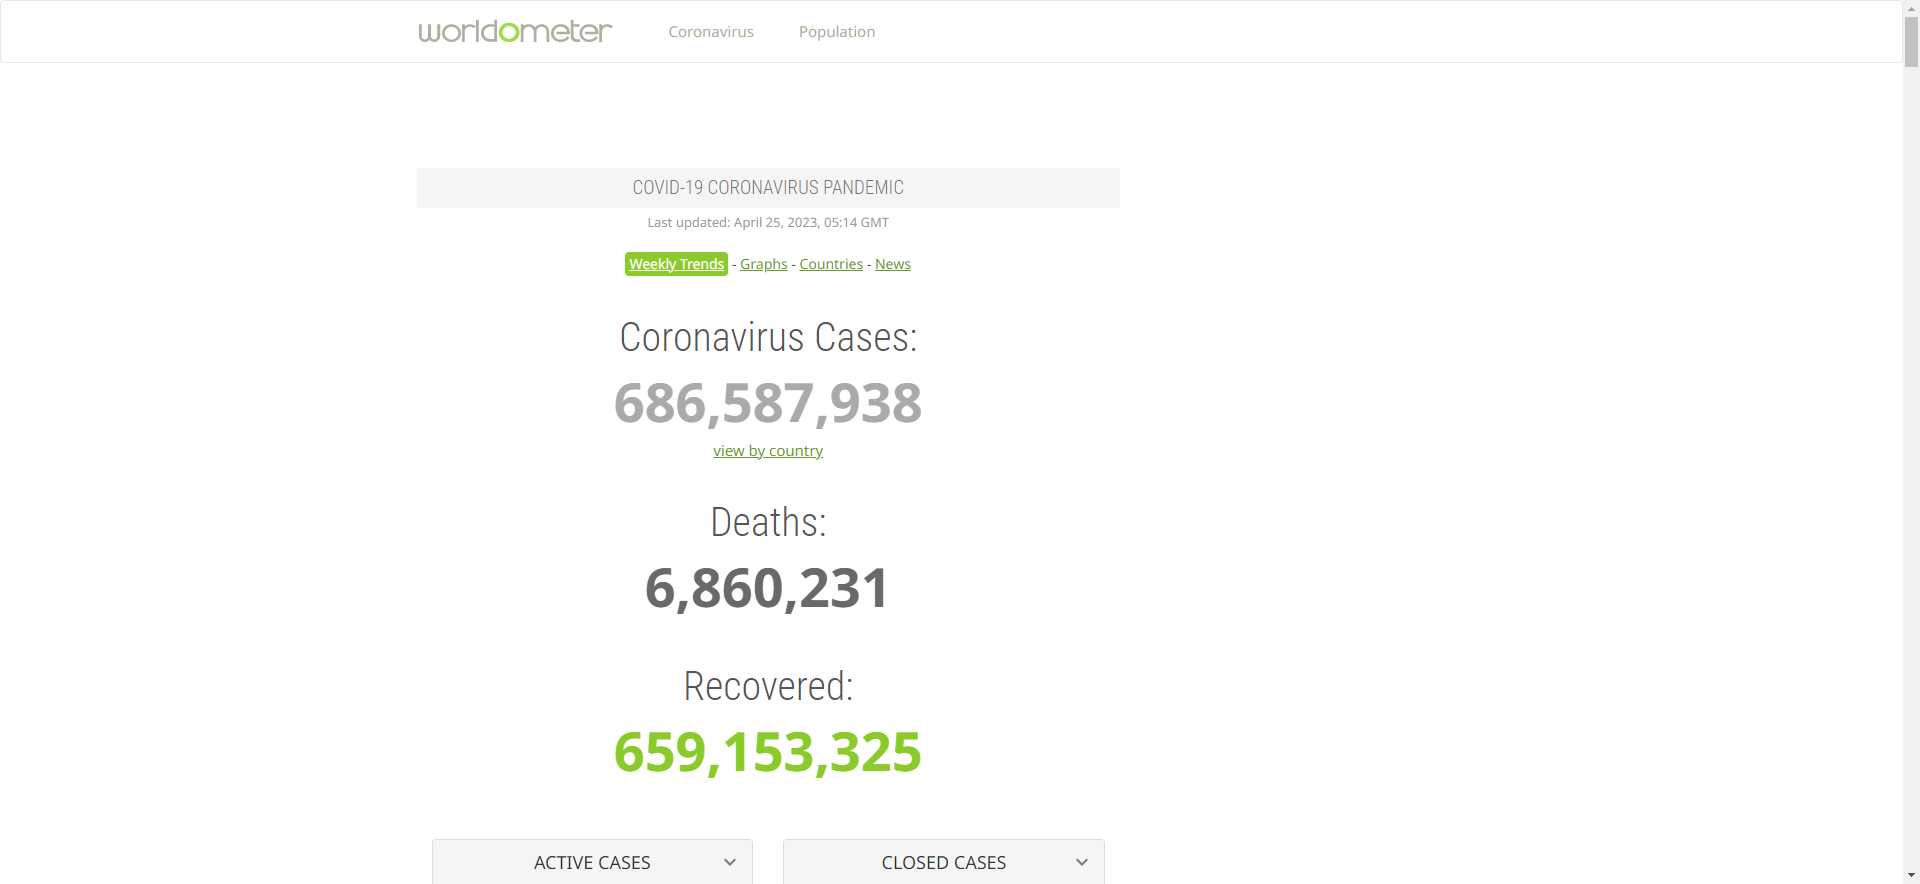 worldometer Coronavirus Population
COVID-19 CORONAVIRUS PANDEMIC
Last updated: April 25, 2023, 05:14 GMT
Weekly Trends - Graphs - Countries - News
Coronavirus Cases:
686,587,938
view by country
Deaths:
6,860,231
Recovered:
659,153,325
ACTIVE CASES CLOSED CASES